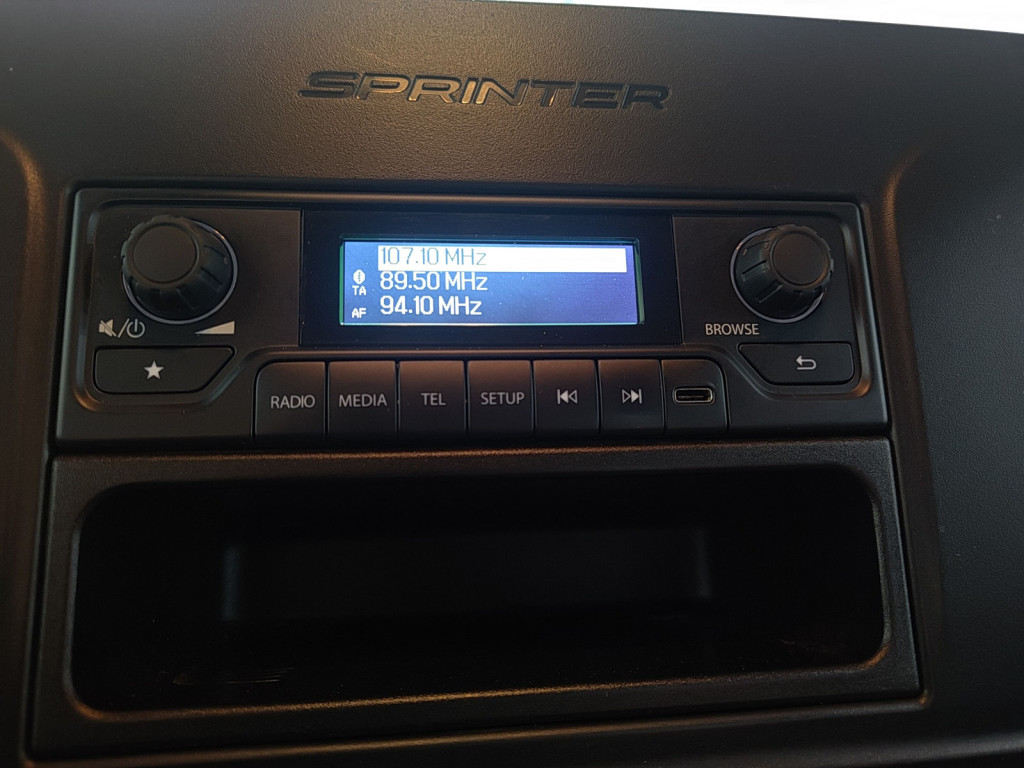 SPRINTER
107.10 MHz
TA 89.50 MHz
AF 94.10 MHz
BROWSE
RADIO MEDIA TEL SETUP